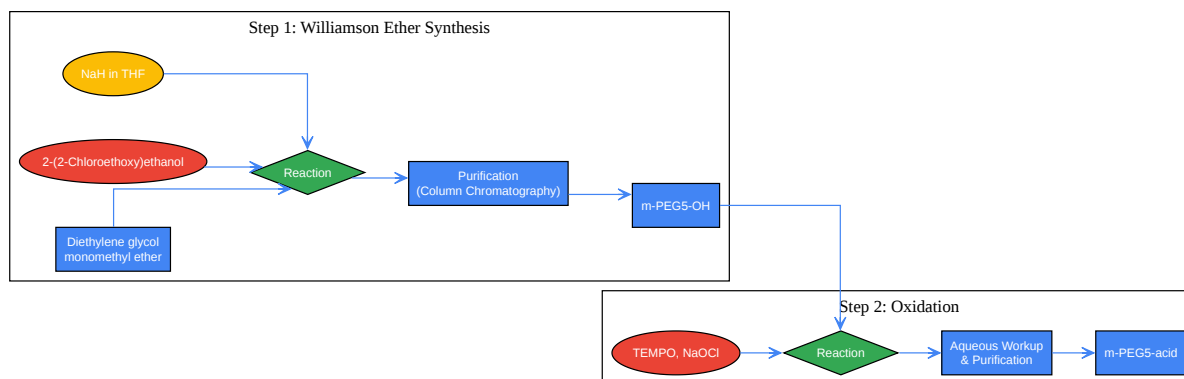 Step 1: Williamson Ether Synthesis
NaH in THF
2-(2-Chloroethoxy)ethanol
Reaction
Purification
(Column Chromatography)
m-PEG5-OH
Diethylene glycol
monomethyl ether
Step 2: Oxidation
TEMPO, NaOCl
Reaction
Aqueous Workup
& Purification
m-PEG5-acid